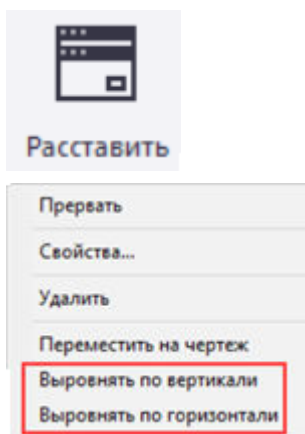 Расставить
Прервать
Свойства...
Удалить
Переместить на чертеж
Выровнять по вертикали
Выровнять по горизонтали